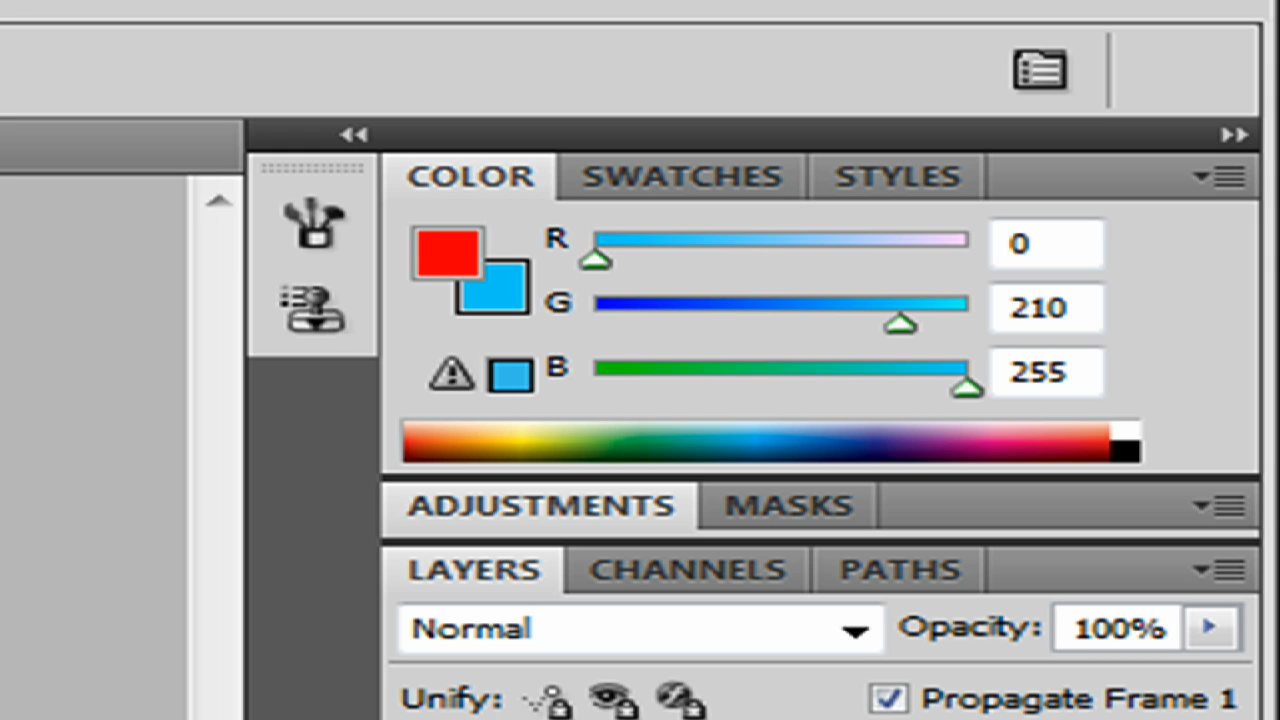 COLOR SWATCHES STYLES
R 0
G 210
B 255
ADJUSTMENTS MASKS
LAYERS CHANNELS PATHS
Normal Opacity: 100%
Unify: Propagate Frame 1